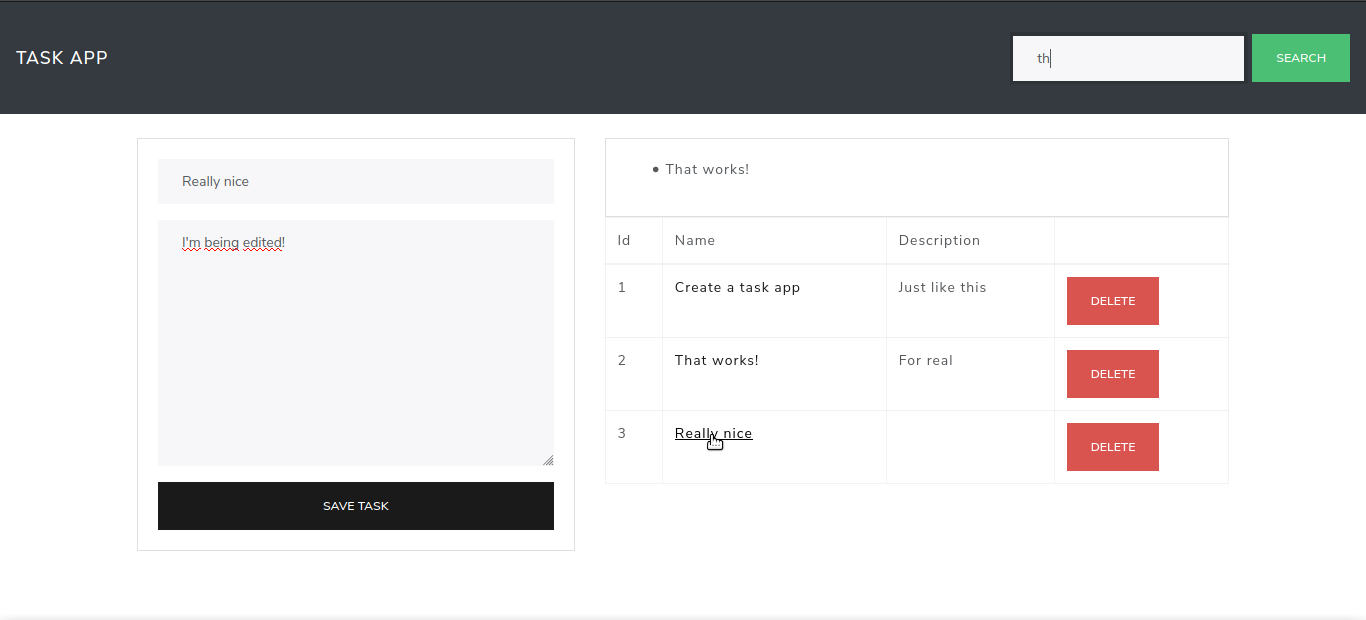 TASK APP
th
SEARCH
Really nice
I'm being edited!
SAVE TASK
• That works!
Id Name Description
1 Create a task app Just like this DELETE
2 That works! For real DELETE
3 Really nice DELETE